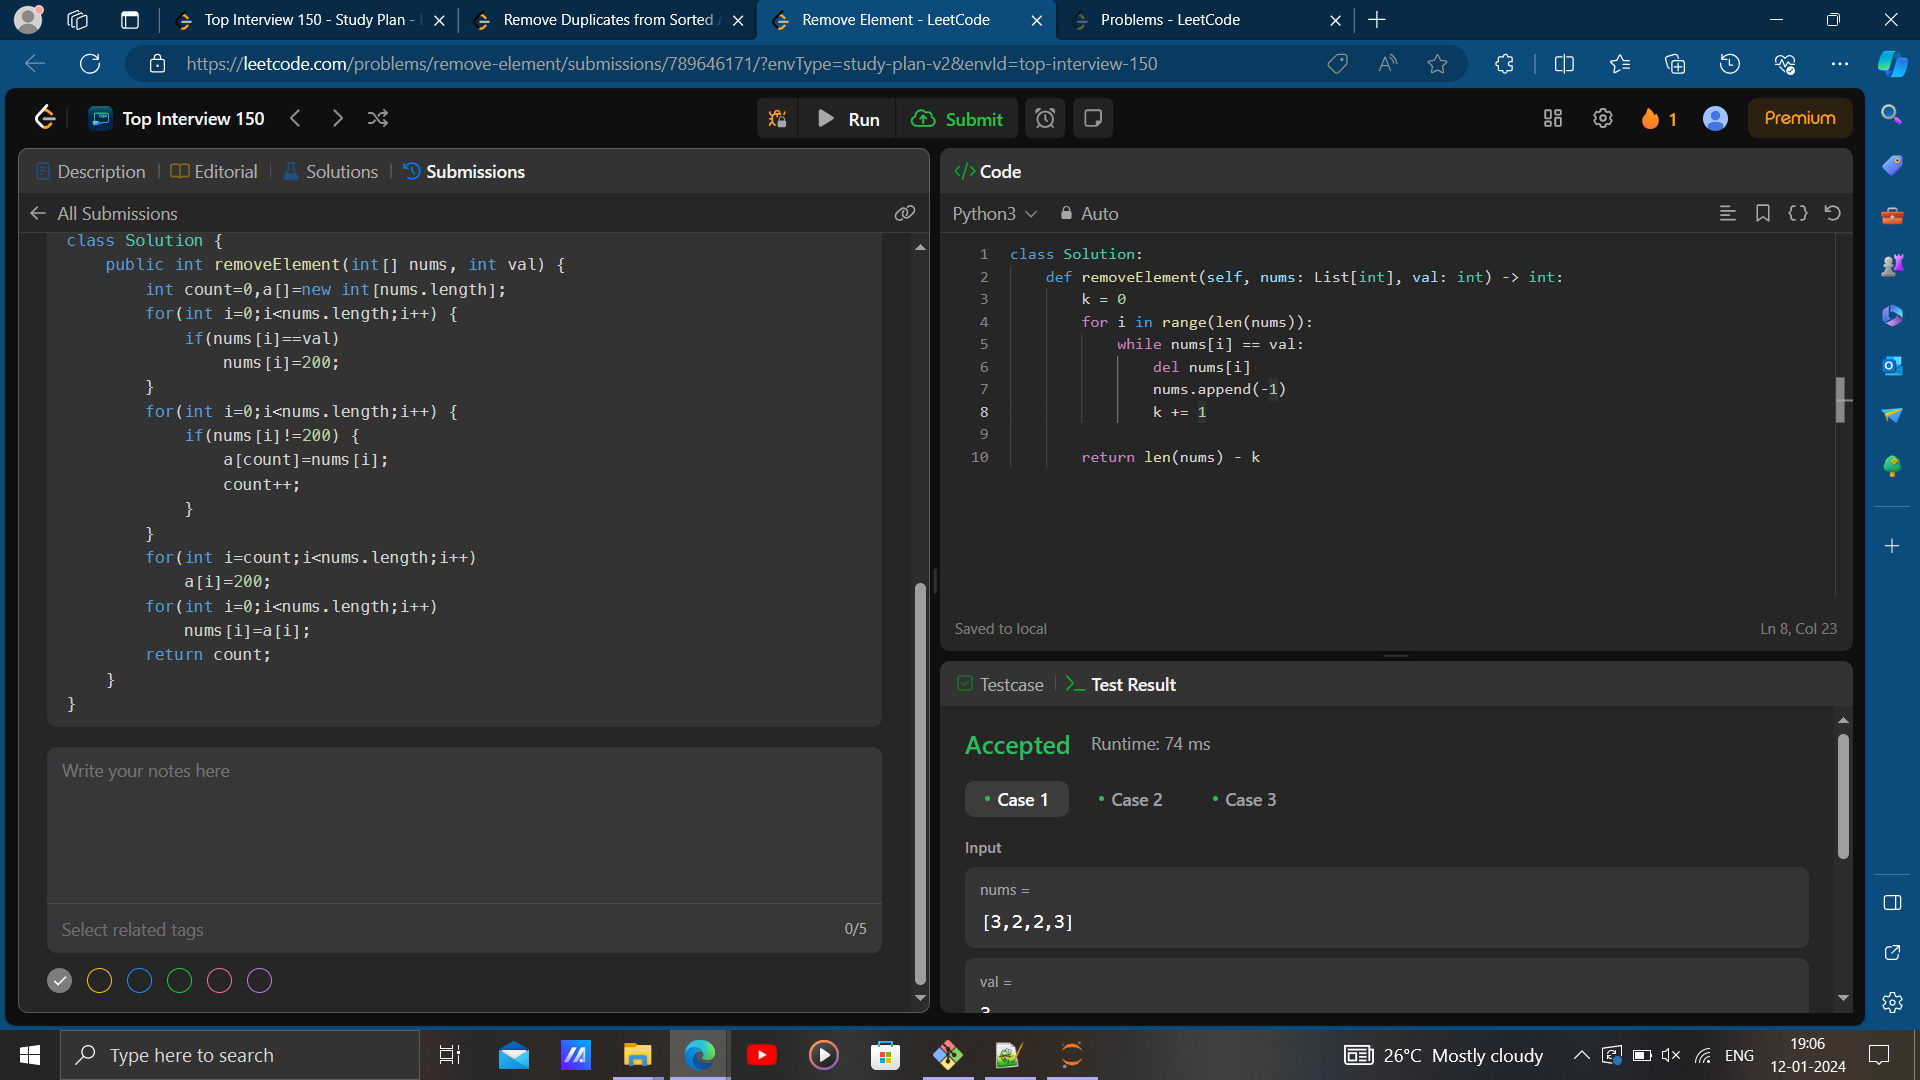 Top Interview 150 - Study Plan -
Remove Duplicates from Sorted
Remove Element - LeetCode
Problems - LeetCode
https://leetcode.com/problems/remove-element/submissions/789646171/?envType=study-plan-v2&envId=top-interview-150
Top Interview 150
Run
Submit
1
Premium
Description
Editorial
Solutions
Submissions
All Submissions
class Solution {
    public int removeElement(int[] nums, int val) {
        int count=0,a[]=new int[nums.length];
        for(int i=0;i<nums.length;i++) {
            if(nums[i]==val)
                nums[i]=200;
        }
        for(int i=0;i<nums.length;i++) {
            if(nums[i]!=200) {
                a[count]=nums[i];
                count++;
            }
        }
        for(int i=count;i<nums.length;i++)
            a[i]=200;
        for(int i=0;i<nums.length;i++)
            nums[i]=a[i];
        return count;
    }
}
Write your notes here
Select related tags
0/5
</> Code
Python3
Auto
1 class Solution:
2     def removeElement(self, nums: List[int], val: int) -> int:
3         k = 0
4         for i in range(len(nums)):
5             while nums[i] == val:
6                 del nums[i]
7                 nums.append(-1)
8                 k += 1
9
10         return len(nums) - k
Saved to local
Ln 8, Col 23
Testcase
Test Result
Accepted
Runtime: 74 ms
Case 1
Case 2
Case 3
Input
nums =
[3,2,2,3]
val =
Type here to search
26°C Mostly cloudy
ENG
19:06
12-01-2024